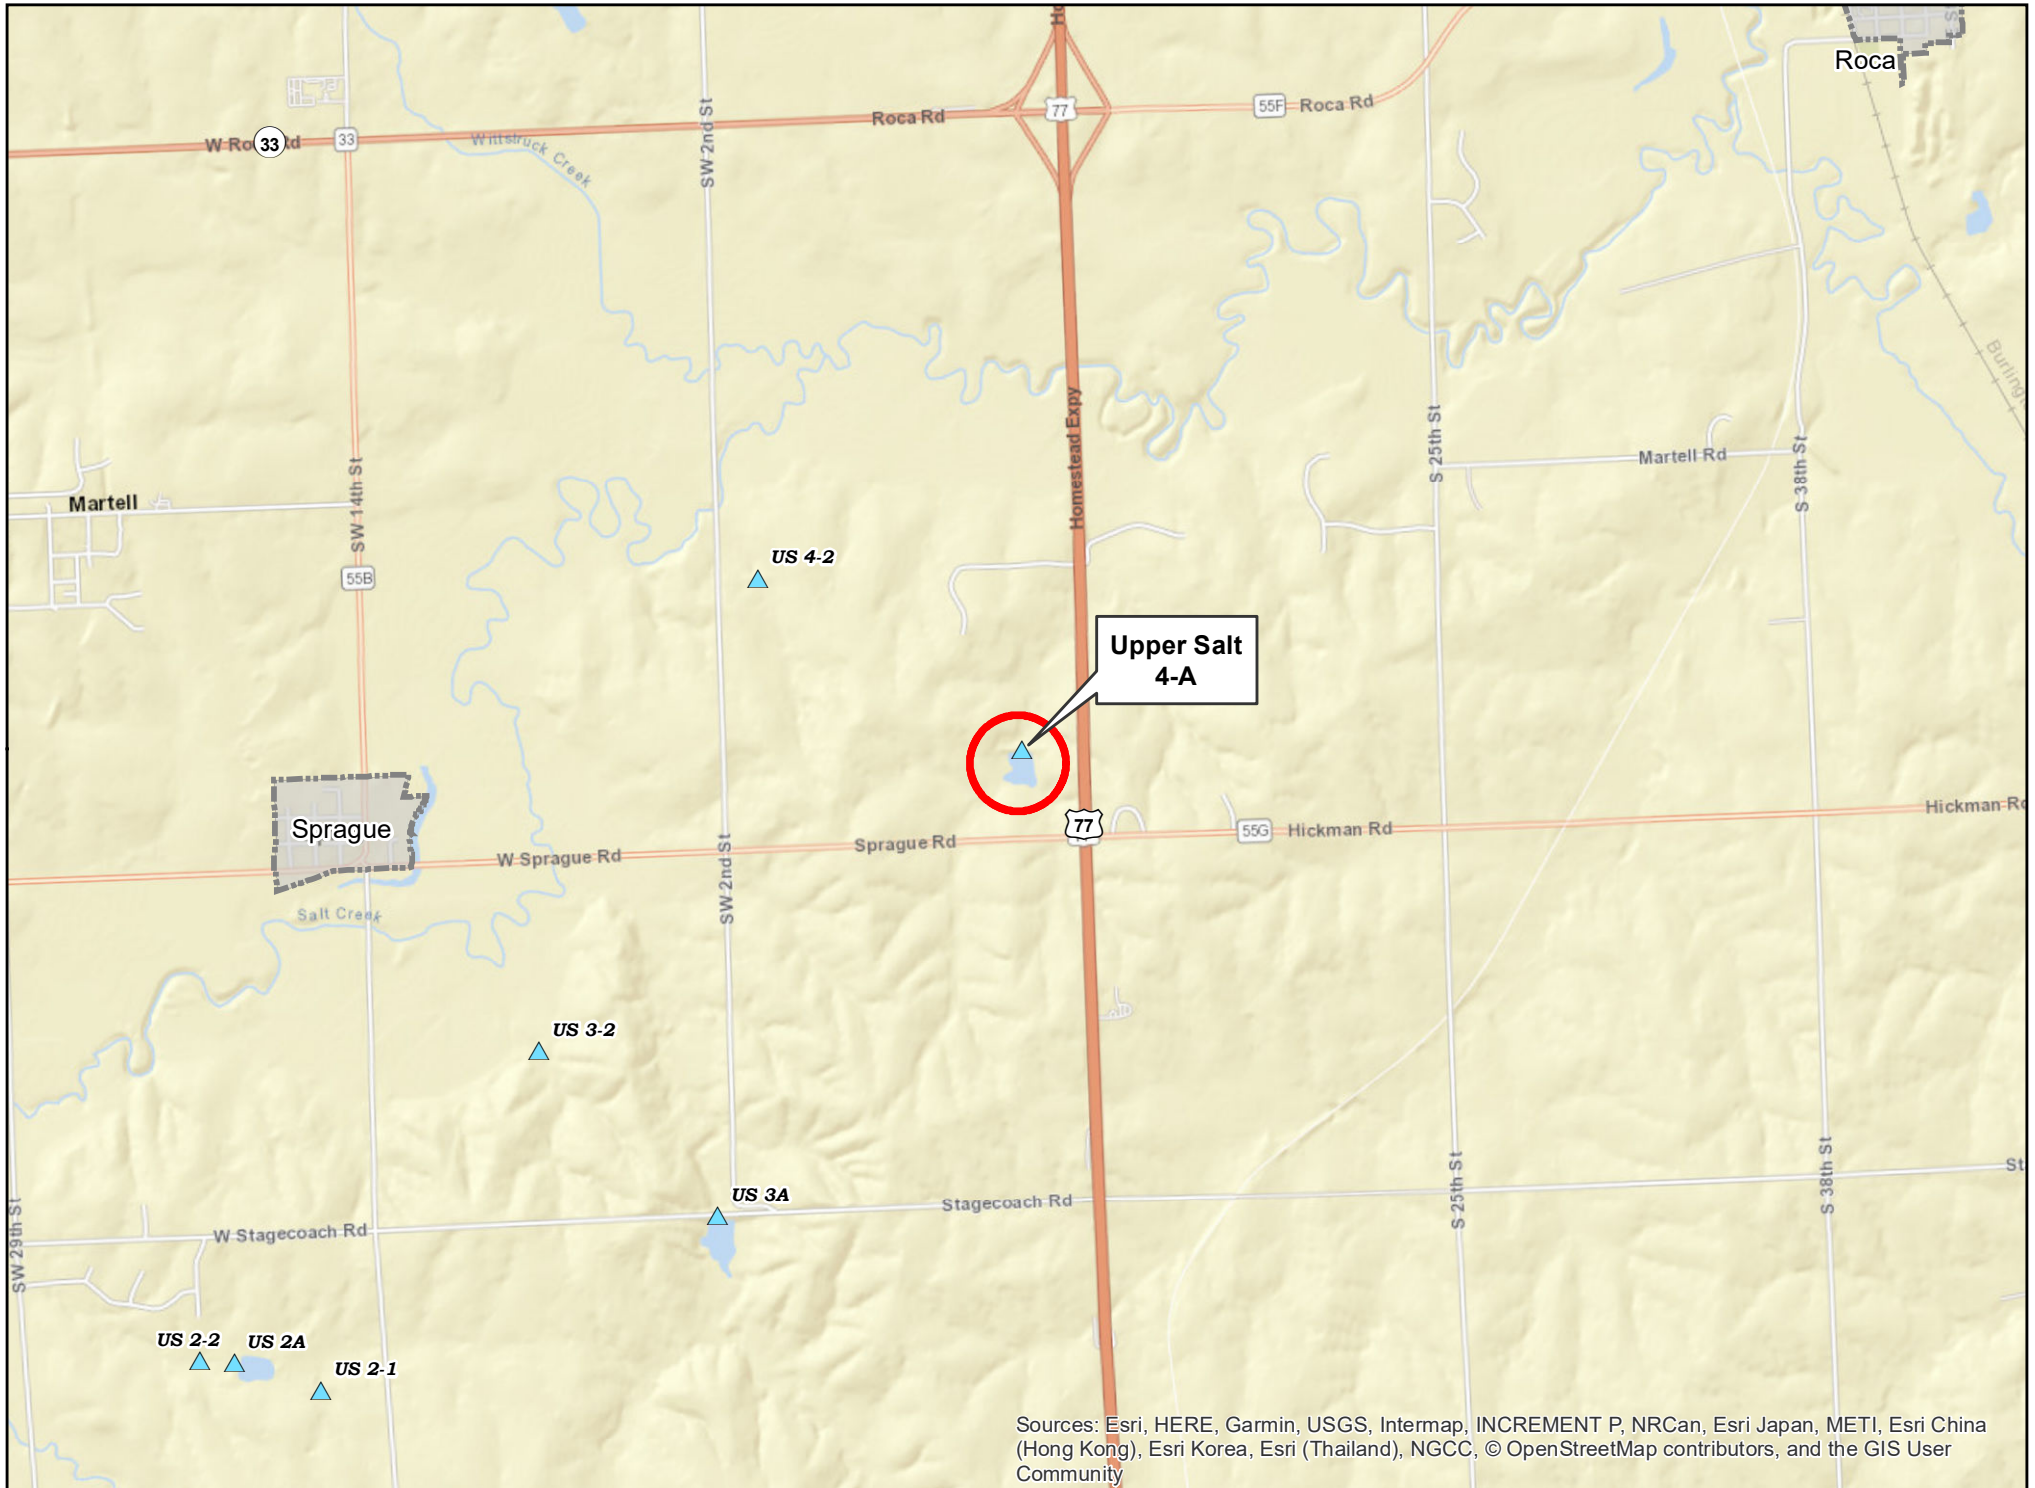 Ho
Roca
S
77
55F
Roca Rd
Roca Rd
SW 2nd St
33
33
Wittstruck Creek
Burling
Homestead Expy
S 25th St
Martell Rd
S 38th St
Martell
SW 14th St
55B
US 4-2
Upper Salt
4-A
Sprague
77
55G
Hickman Rd
Hickman Rd
Sprague Rd
W Sprague Rd
SW 2nd St
Salt Creek
US 3-2
US 3A
Stagecoach Rd
S 25th St
S 38th St
St
W Stagecoach Rd
SW 29th St
US 2-2
US 2A
US 2-1
Sources: Esri, HERE, Garmin, USGS, Intermap, INCREMENT P, NRCan, Esri Japan, METI, Esri China
(Hong Kong), Esri Korea, Esri (Thailand), NGCC, © OpenStreetMap contributors, and the GIS User
Community